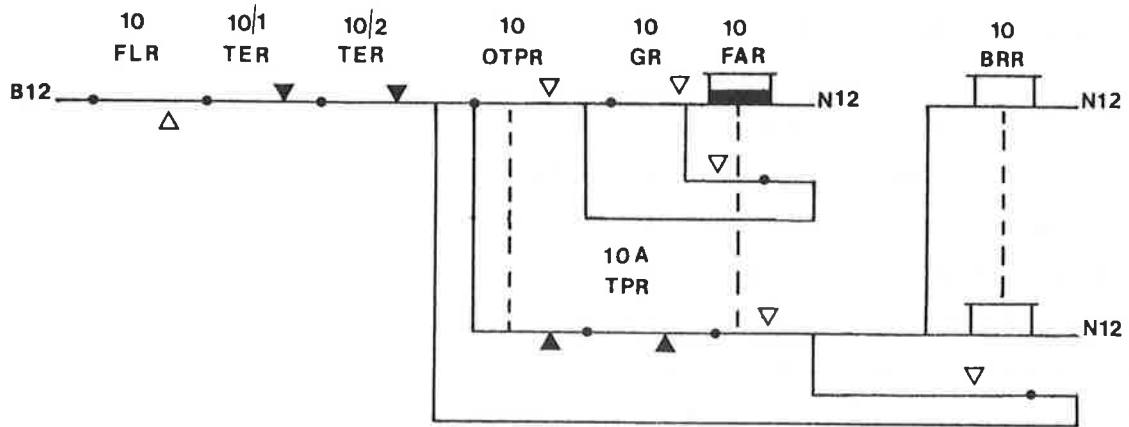 10 10/1 10/2 10 10 10 10
FLR TER TER OTPR GR FAR BRR
B12 N12 N12
10A
TPR
N12